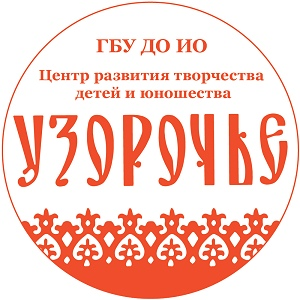 ГБУ ДО ИО
Центр развития творчества
детей и юношества
УЗОРОЧЬЕ